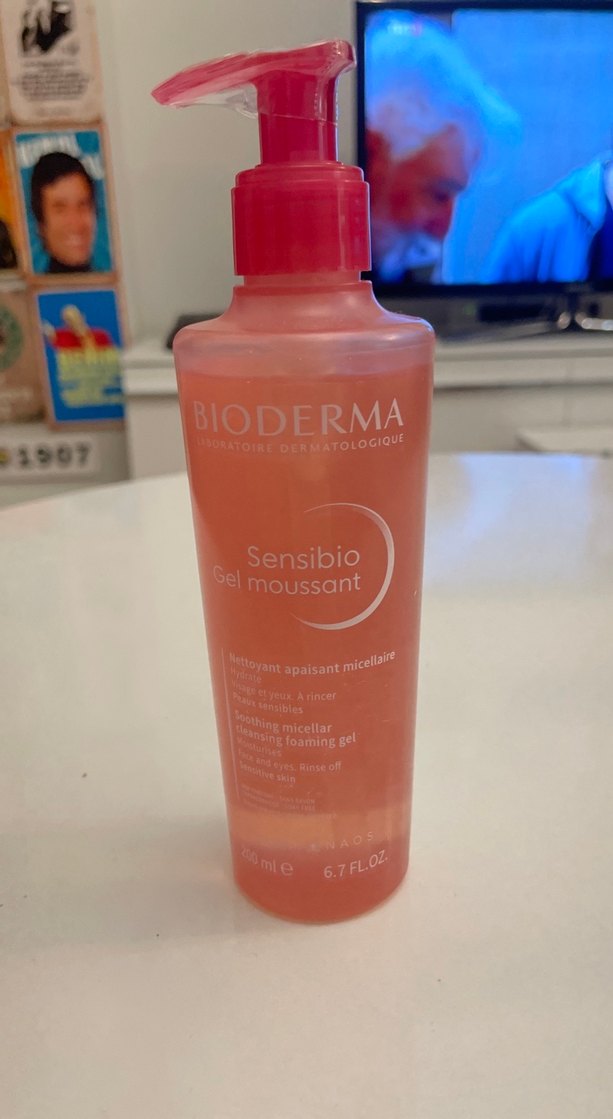 BIODERMA
LABORATOIRE DERMATOLOGIQUE
Sensibio
Gel moussant
Nettoyant apaisant micellaire
Hydrate
Visage et yeux. À rincer
Peaux sensibles
Soothing micellar
cleansing foaming gel
Moisturises
Face and eyes. Rinse off
Sensitive skin
NAOS
200 ml e 6.7 FL.OZ.
1907